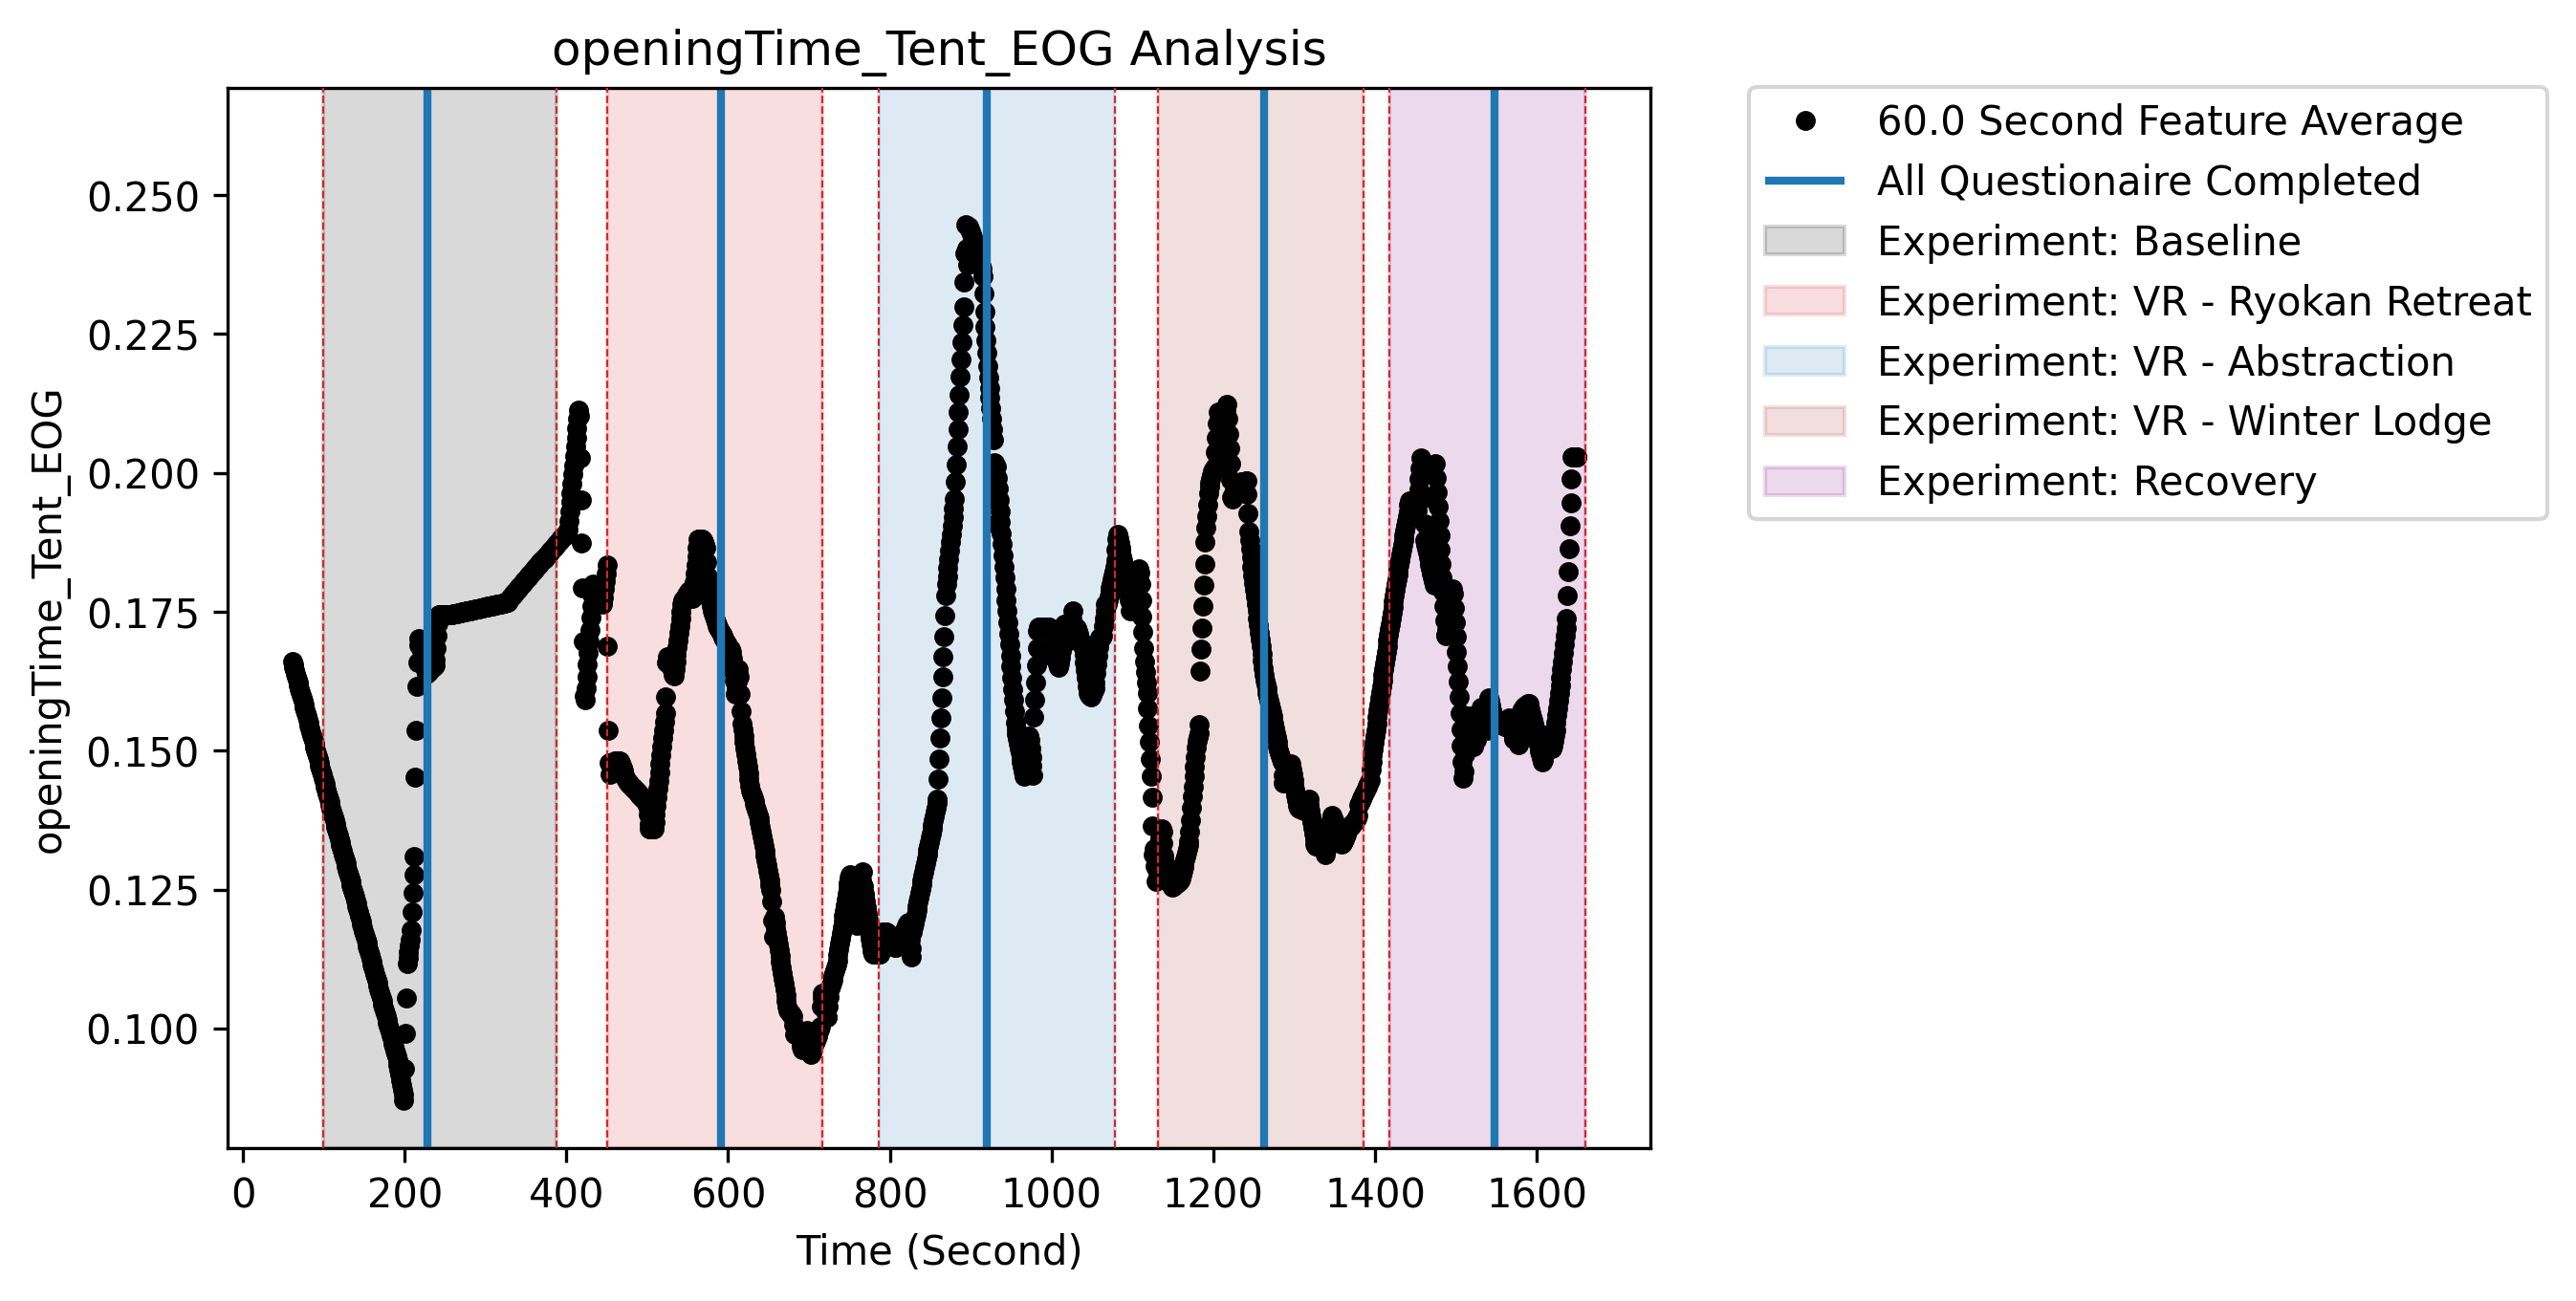 openingTime_Tent_EOG Analysis
openingTime_Tent_EOG
0.250
0.225
0.200
0.175
0.150
0.125
0.100
0 200 400 600 800 1000 1200 1400 1600
Time (Second)
60.0 Second Feature Average
All Questionaire Completed
Experiment: Baseline
Experiment: VR - Ryokan Retreat
Experiment: VR - Abstraction
Experiment: VR - Winter Lodge
Experiment: Recovery